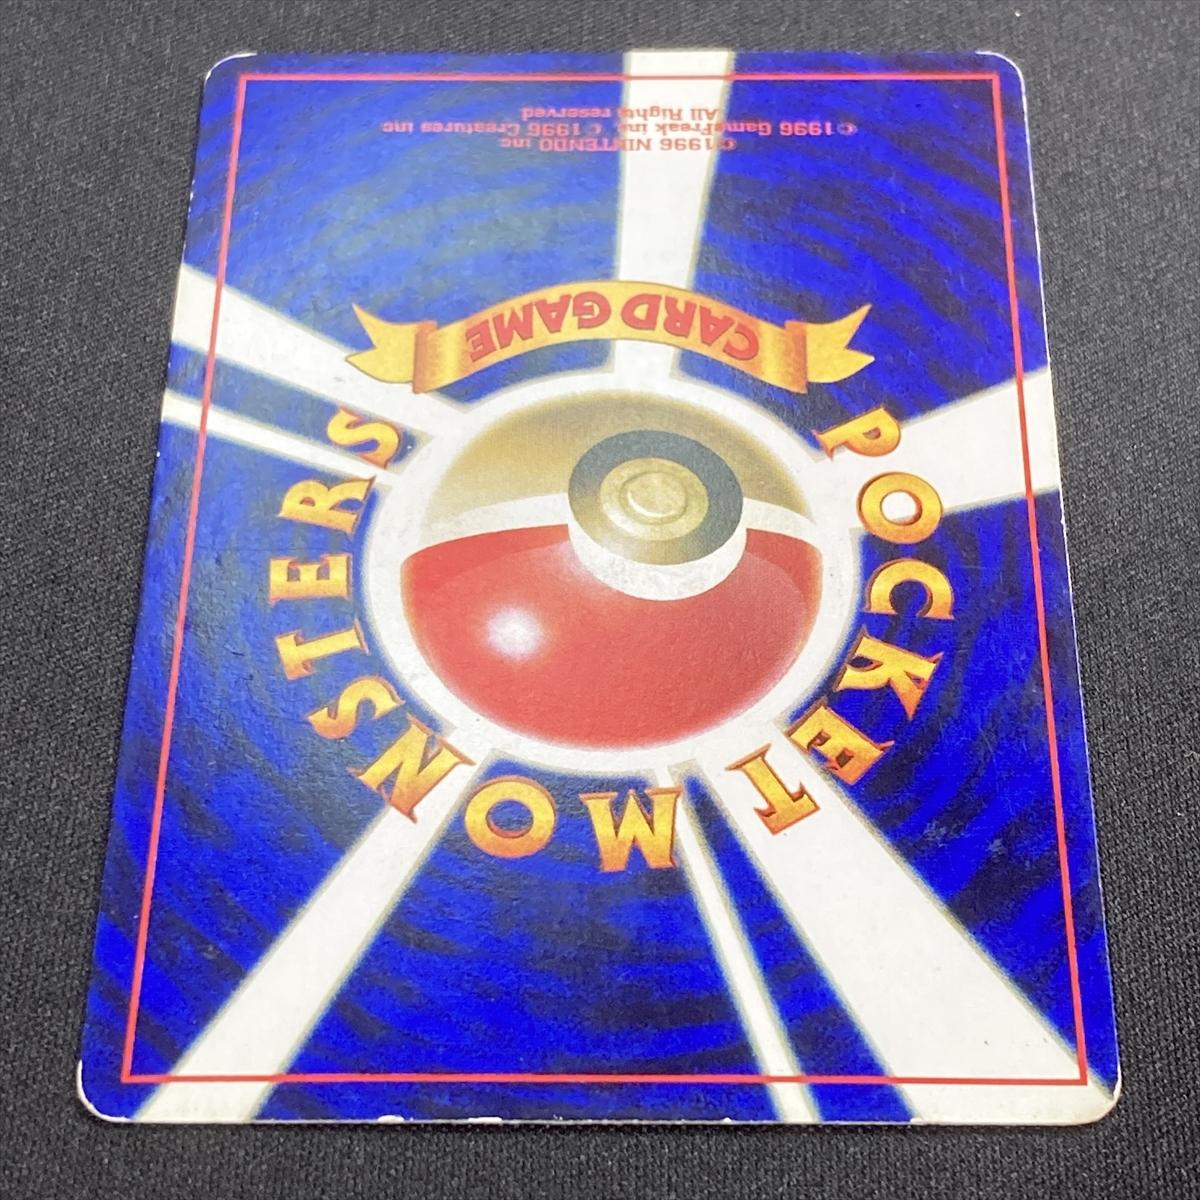 POCKET MONSTERS
CARD GAME
©1996 NINTENDO inc
©1996 GameFreak inc, ©1996 Creatures inc
All Rights reserved